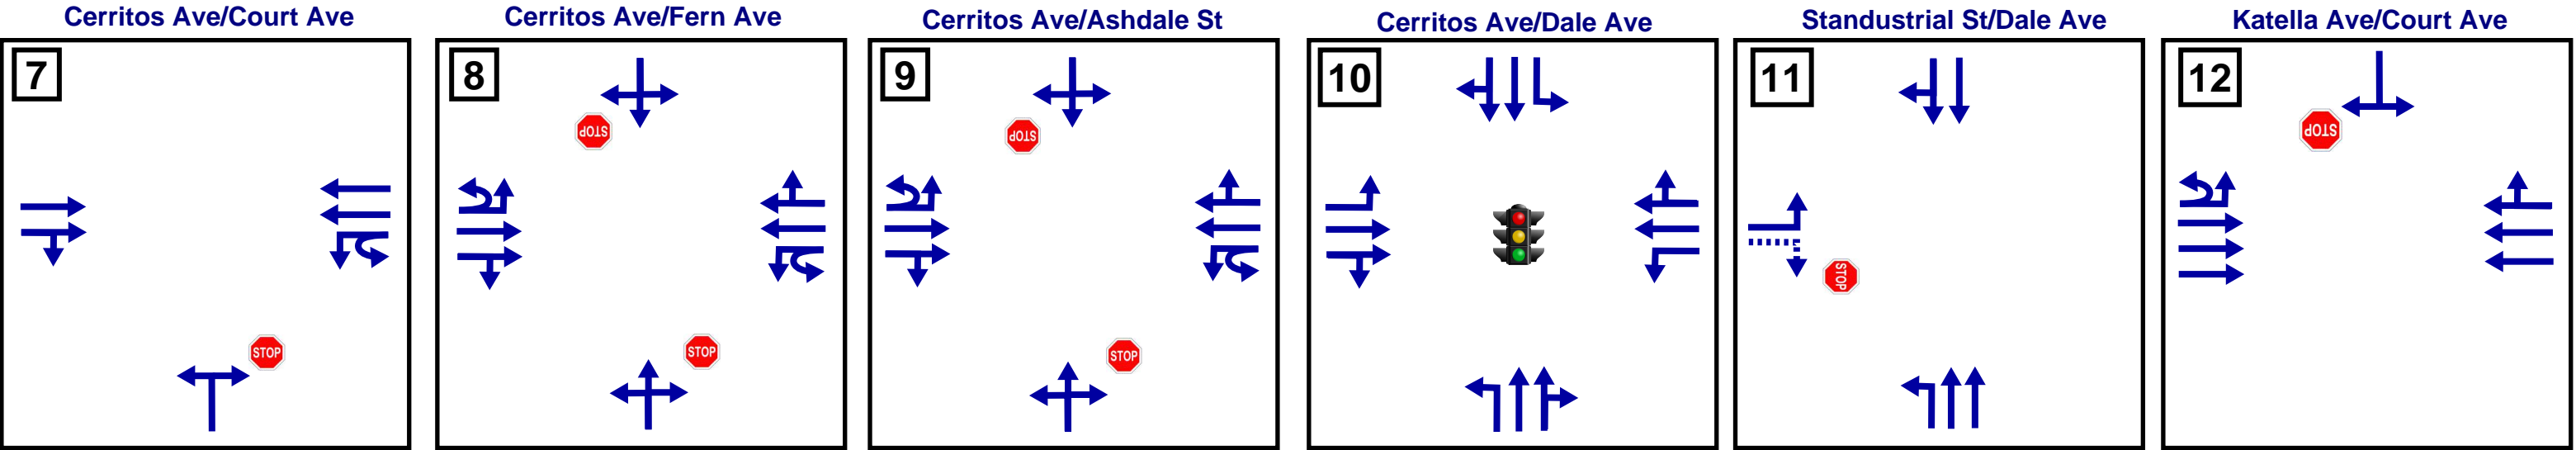 Cerritos Ave/Court Ave
7
STOP
Cerritos Ave/Fern Ave
8
STOP
STOP
Cerritos Ave/Ashdale St
9
STOP
STOP
Cerritos Ave/Dale Ave
10
Standustrial St/Dale Ave
11
STOP
Katella Ave/Court Ave
12
STOP